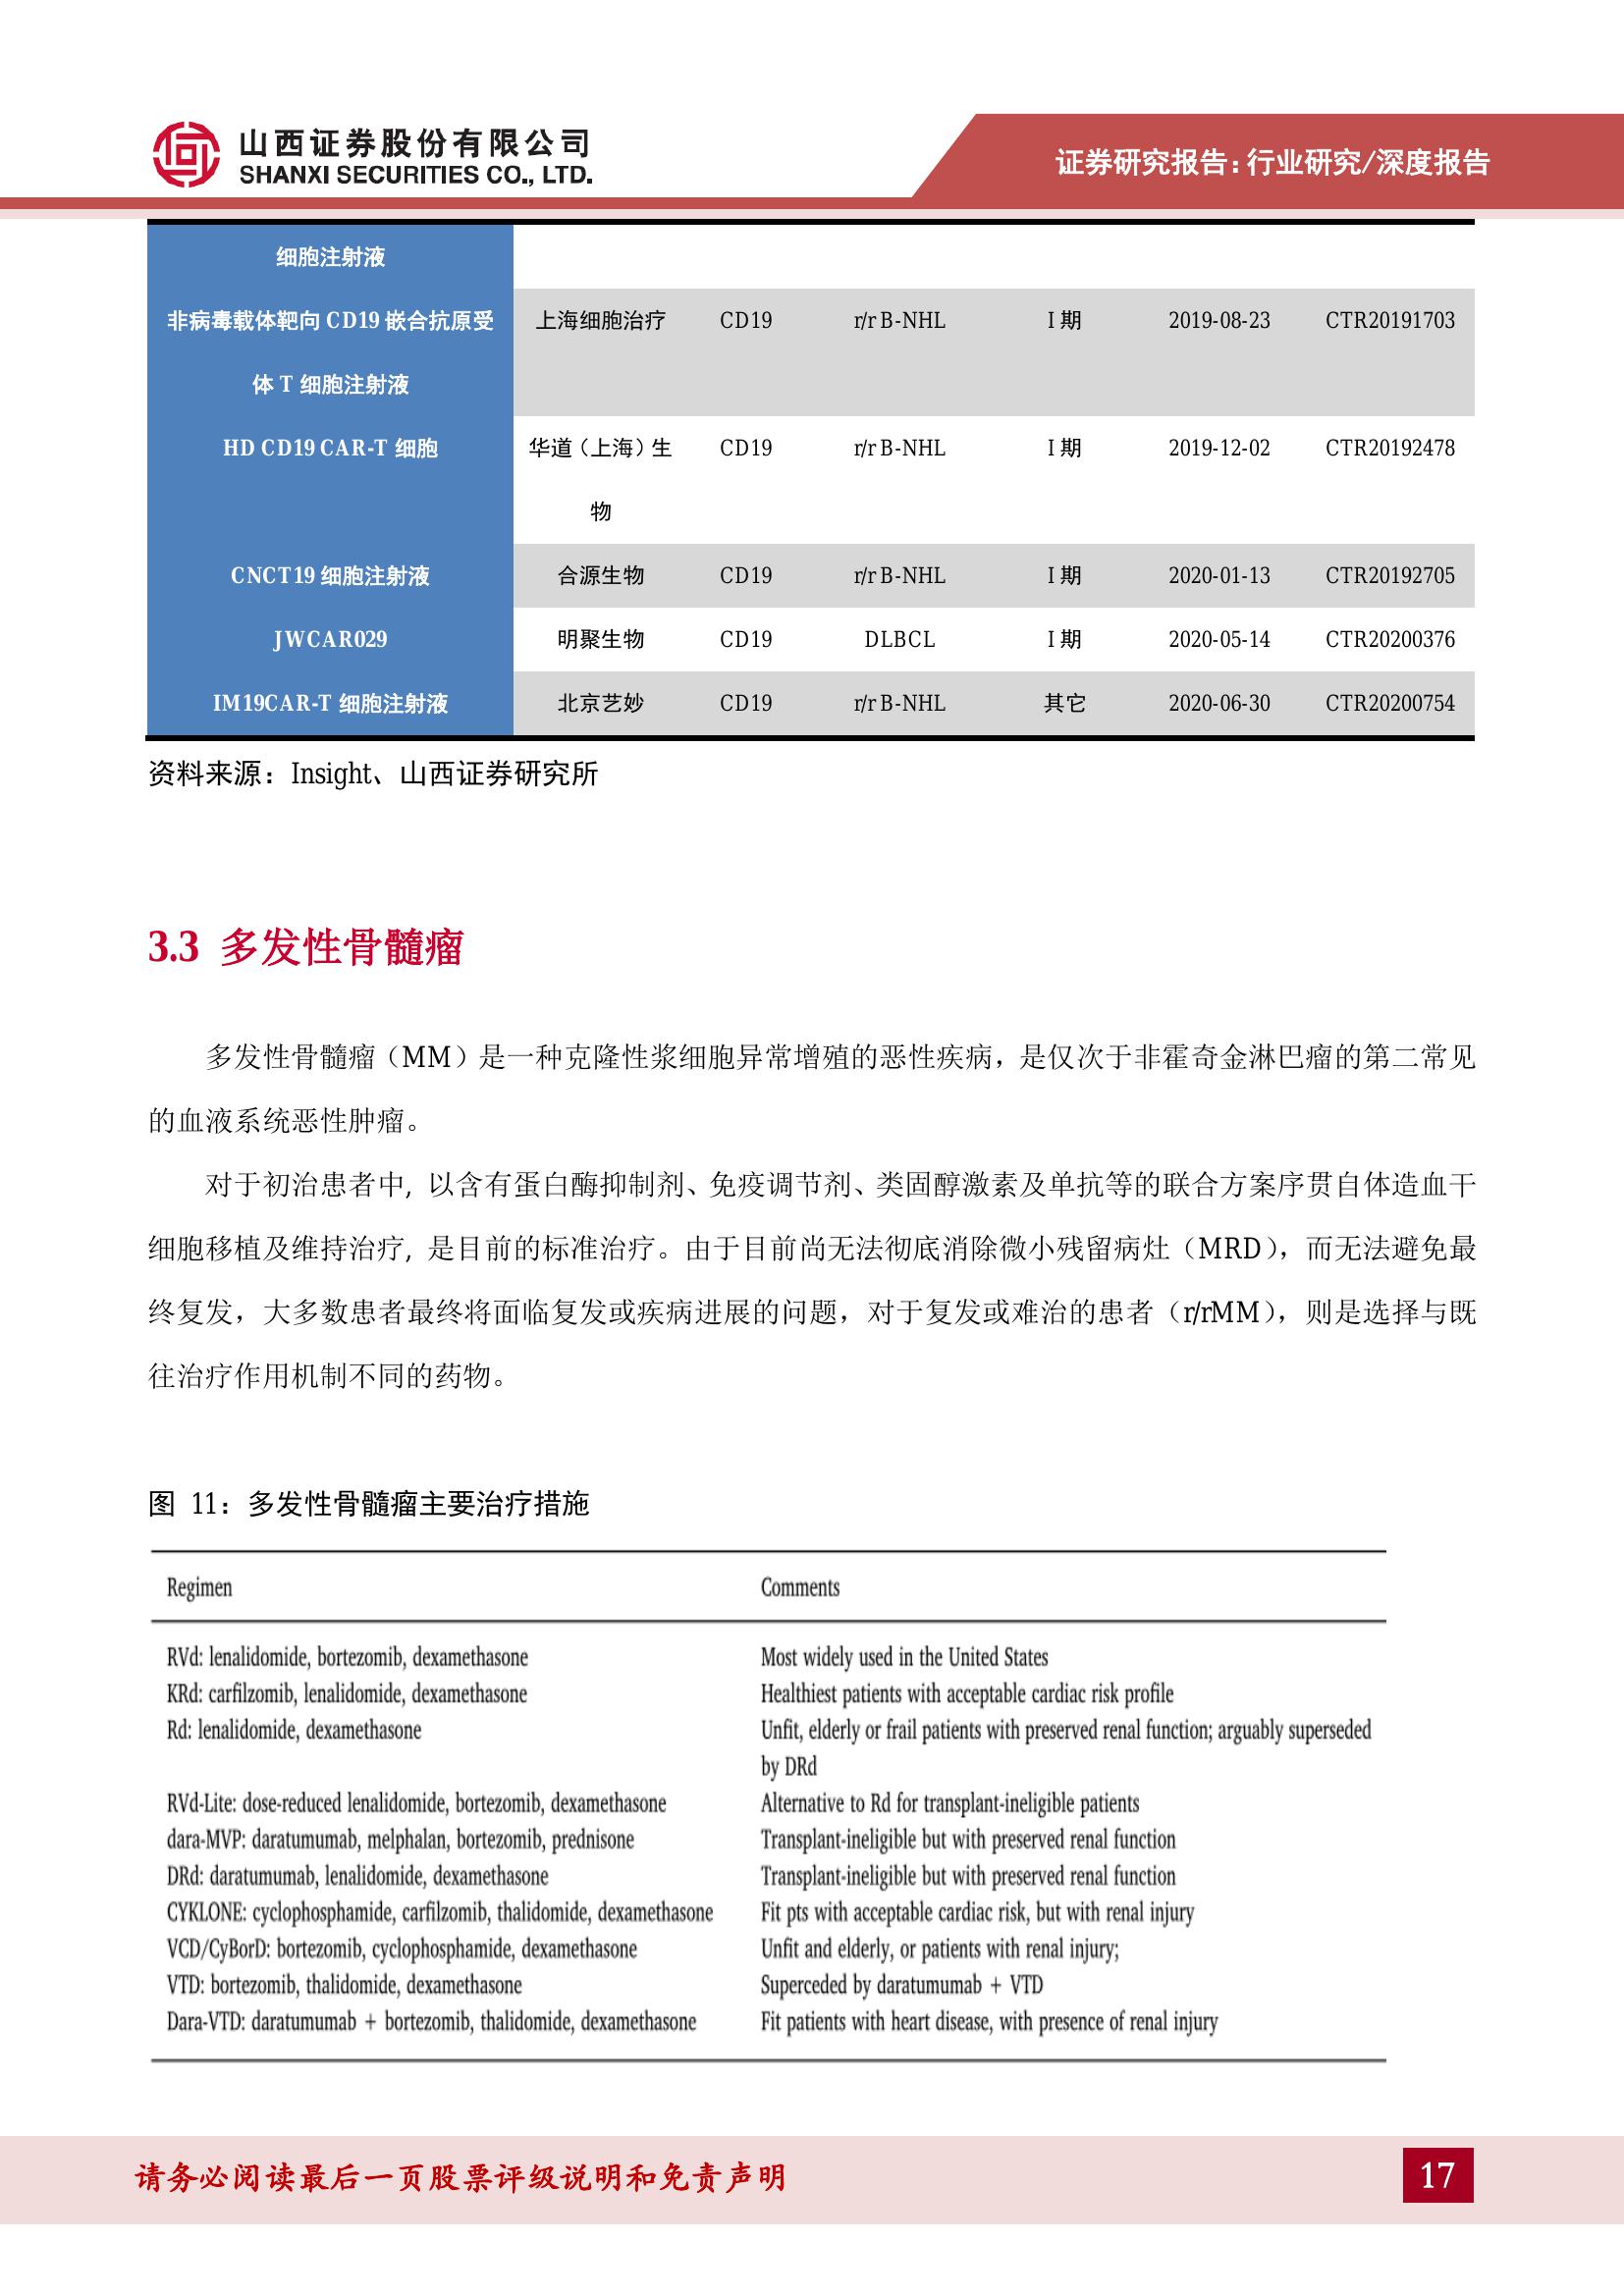 山西证券股份有限公司
SHANXI SECURITIES CO., LTD.
证券研究报告：行业研究/深度报告
细胞注射液
非病毒载体靶向 CD19 嵌合抗原受 上海细胞治疗 CD19 r/r B-NHL I 期 2019-08-23 CTR20191703
体 T 细胞注射液
HD CD19 CAR-T 细胞 华道（上海）生 CD19 r/r B-NHL I 期 2019-12-02 CTR20192478
物
CNCT19 细胞注射液 合源生物 CD19 r/r B-NHL I 期 2020-01-13 CTR20192705
JWCAR029 明聚生物 CD19 DLBCL I 期 2020-05-14 CTR20200376
IM19CAR-T 细胞注射液 北京艺妙 CD19 r/r B-NHL 其它 2020-06-30 CTR20200754
资料来源：Insight、山西证券研究所
3.3 多发性骨髓瘤
多发性骨髓瘤（MM）是一种克隆性浆细胞异常增殖的恶性疾病，是仅次于非霍奇金淋巴瘤的第二常见
的血液系统恶性肿瘤。
对于初治患者中, 以含有蛋白酶抑制剂、免疫调节剂、类固醇激素及单抗等的联合方案序贯自体造血干
细胞移植及维持治疗, 是目前的标准治疗。由于目前尚无法彻底消除微小残留病灶（MRD），而无法避免最
终复发，大多数患者最终将面临复发或疾病进展的问题，对于复发或难治的患者（r/rMM），则是选择与既
往治疗作用机制不同的药物。
图 11：多发性骨髓瘤主要治疗措施
Regimen Comments
RVd: lenalidomide, bortezomib, dexamethasone Most widely used in the United States
KRd: carfilzomib, lenalidomide, dexamethasone Healthiest patients with acceptable cardiac risk profile
Rd: lenalidomide, dexamethasone Unfit, elderly or frail patients with preserved renal function; arguably superseded
by DRd
RVd-Lite: dose-reduced lenalidomide, bortezomib, dexamethasone Alternative to Rd for transplant-ineligible patients
dara-MVP: daratumumab, melphalan, bortezomib, prednisone Transplant-ineligible but with preserved renal function
DRd: daratumumab, lenalidomide, dexamethasone Transplant-ineligible but with preserved renal function
CYKLONE: cyclophosphamide, carfilzomib, thalidomide, dexamethasone Fit pts with acceptable cardiac risk, but with renal injury
VCD/CyBorD: bortezomib, cyclophosphamide, dexamethasone Unfit and elderly, or patients with renal injury;
VTD: bortezomib, thalidomide, dexamethasone Superceded by daratumumab + VTD
Dara-VTD: daratumumab + bortezomib, thalidomide, dexamethasone Fit patients with heart disease, with presence of renal injury
请务必阅读最后一页股票评级说明和免责声明
17